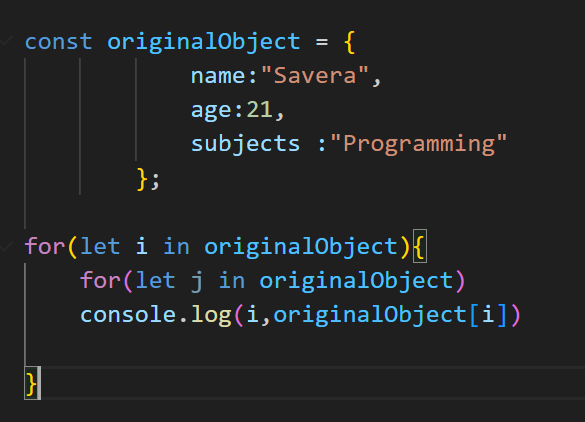 const originalObject = {
name:"Savera",
age:21,
subjects :"Programming"
};
for(let i in originalObject){
for(let j in originalObject)
console.log(i,originalObject[i])
}